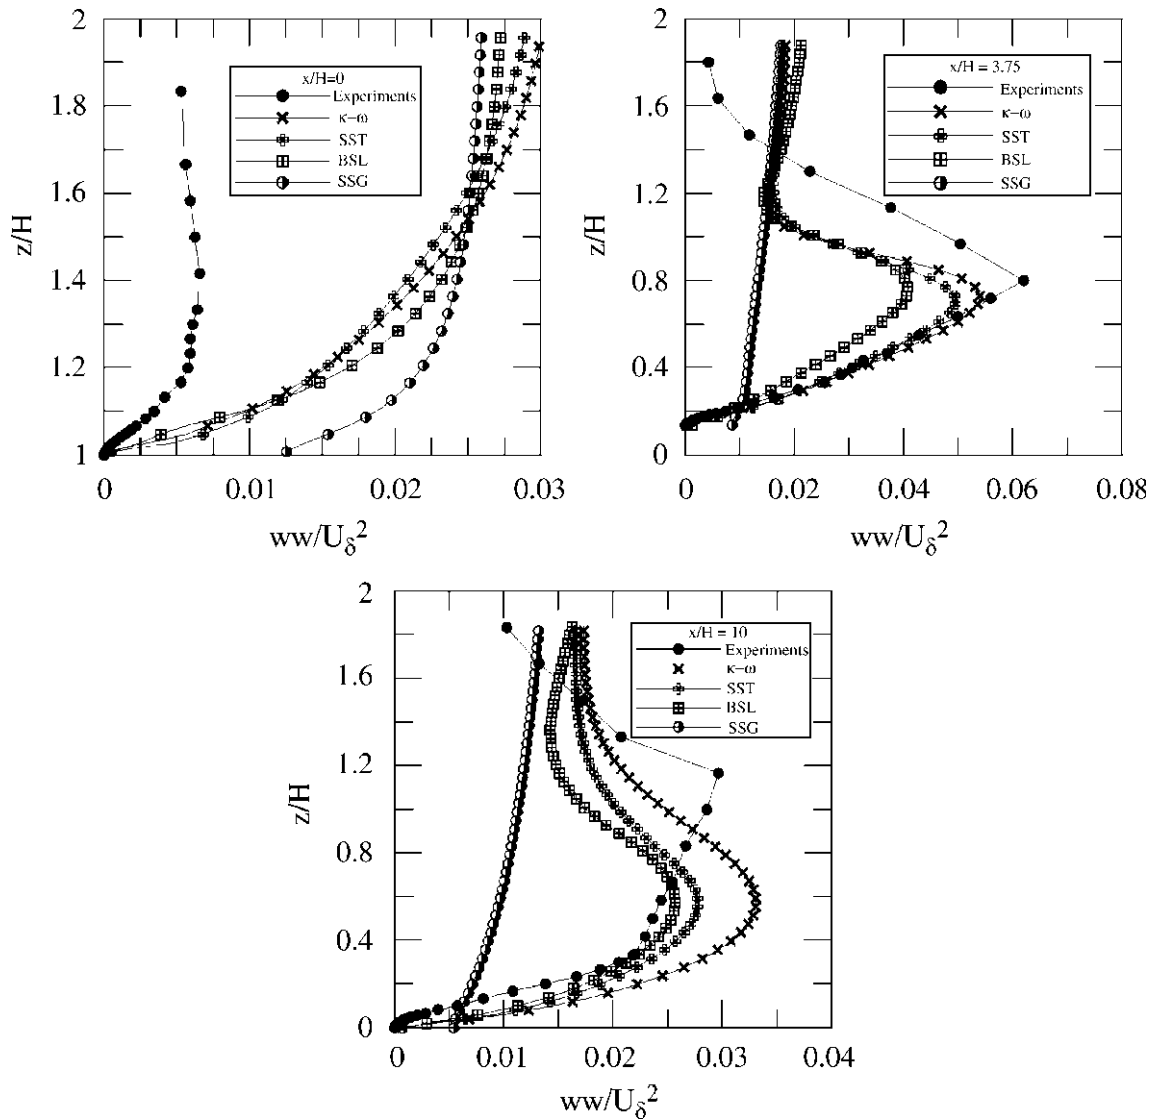 2
1.8
1.6
1.4
1.2
1
z/H
0
0.01
0.02
0.03
ww/Uδ²
x/H=0
Experiments
κ−ω
SST
BSL
SSG
2
1.6
1.2
0.8
0.4
0
z/H
0
0.02
0.04
0.06
0.08
ww/Uδ²
x/H = 3.75
Experiments
κ−ω
SST
BSL
SSG
2
1.6
1.2
0.8
0.4
0
z/H
0
0.01
0.02
0.03
0.04
ww/Uδ²
x/H = 10
Experiments
κ−ω
SST
BSL
SSG